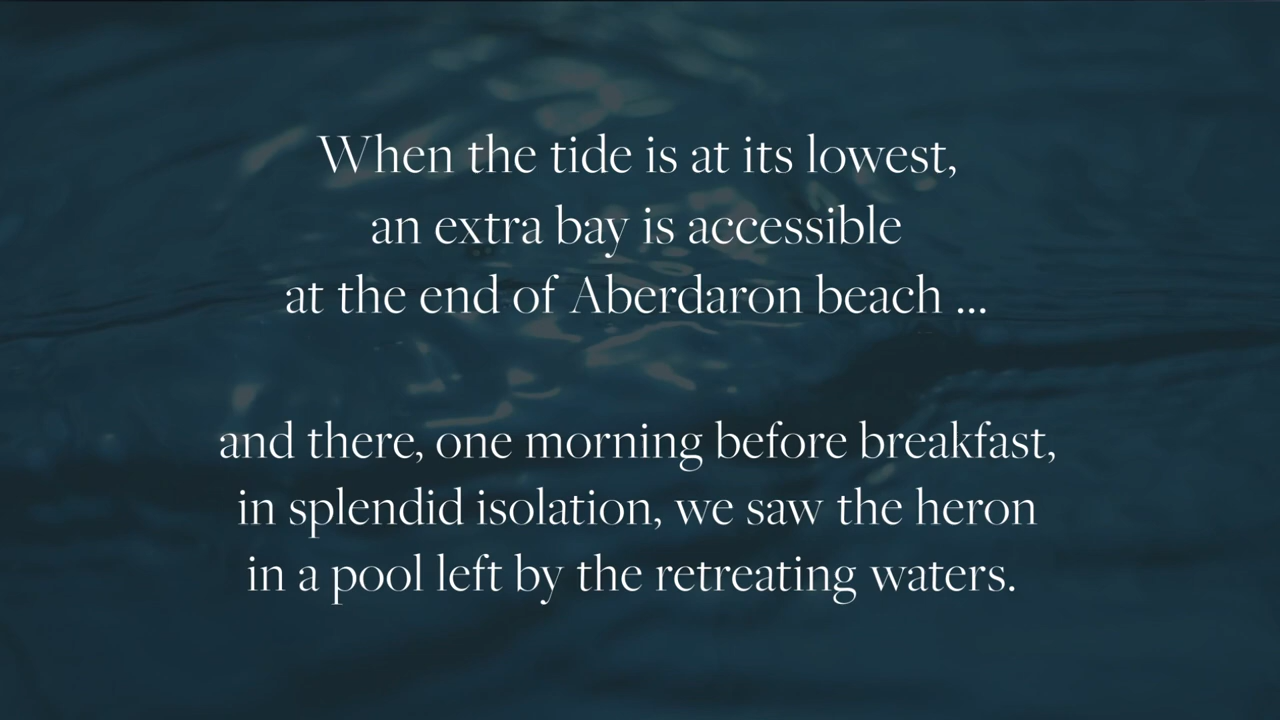 When the tide is at its lowest,
an extra bay is accessible
at the end of Aberdaron beach ...
and there, one morning before breakfast,
in splendid isolation, we saw the heron
in a pool left by the retreating waters.